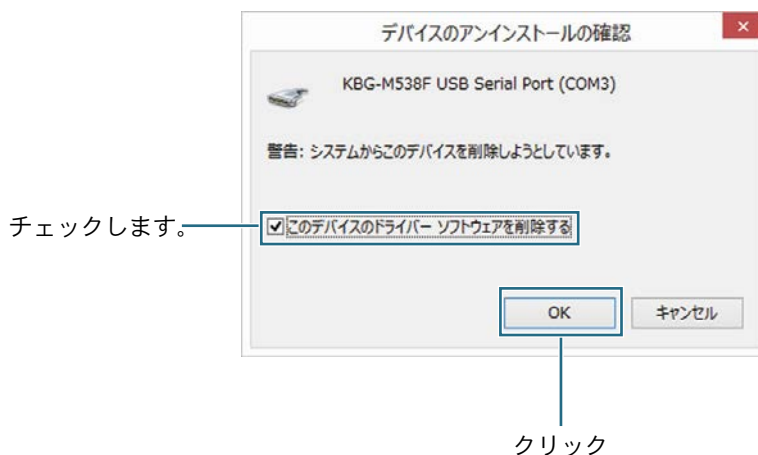 デバイスのアンインストールの確認
KBG-M538F USB Serial Port (COM3)
警告: システムからこのデバイスを削除しようとしています。
チェックします。
このデバイスのドライバー ソフトウェアを削除する
OK
キャンセル
クリック